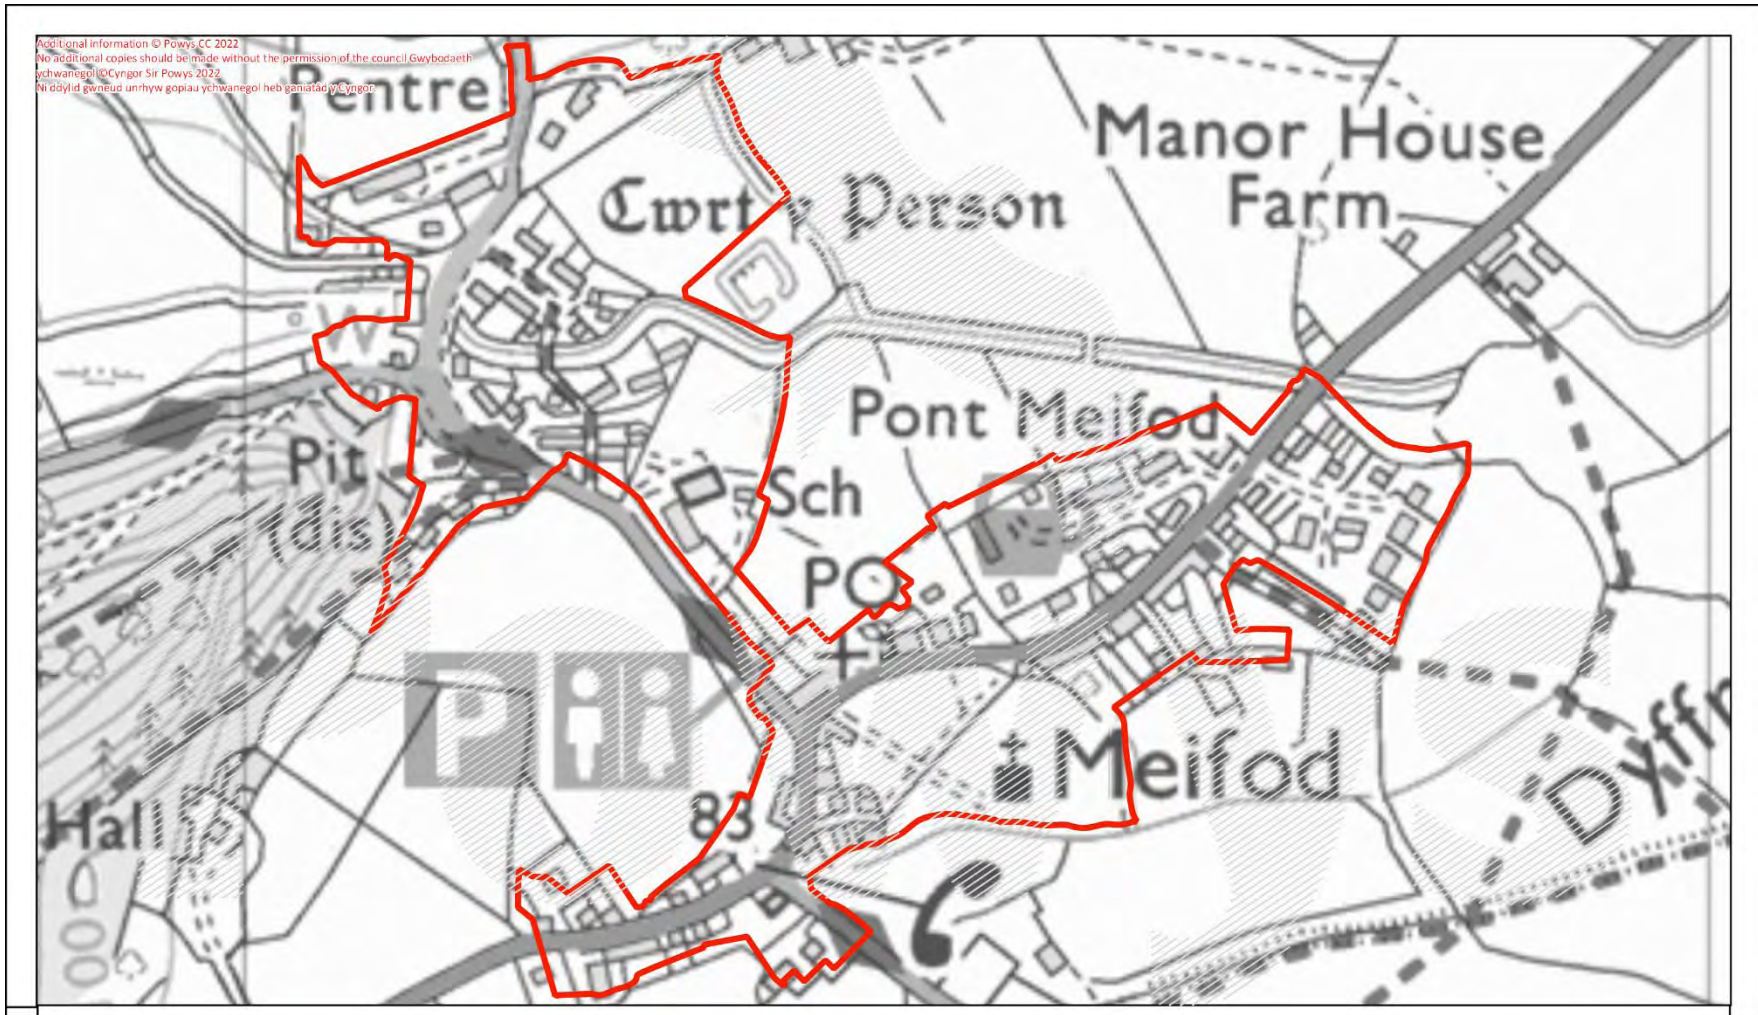 Additional information © Powys CC 2022
No additional copies should be made without the permission of the council Gwybodaeth
ychwanegol ©Cyngor Sir Powys 2022
Ni ddylid gwneud unrhyw gopiau ychwanegol heb ganiatâd y Cyngor.
Pentre
Manor House
Farm
Cwrt y Person
W
Pont Meifod
Pit
(dis)
Sch
PO
P
Meifod
83
Hall
Dyffr
00